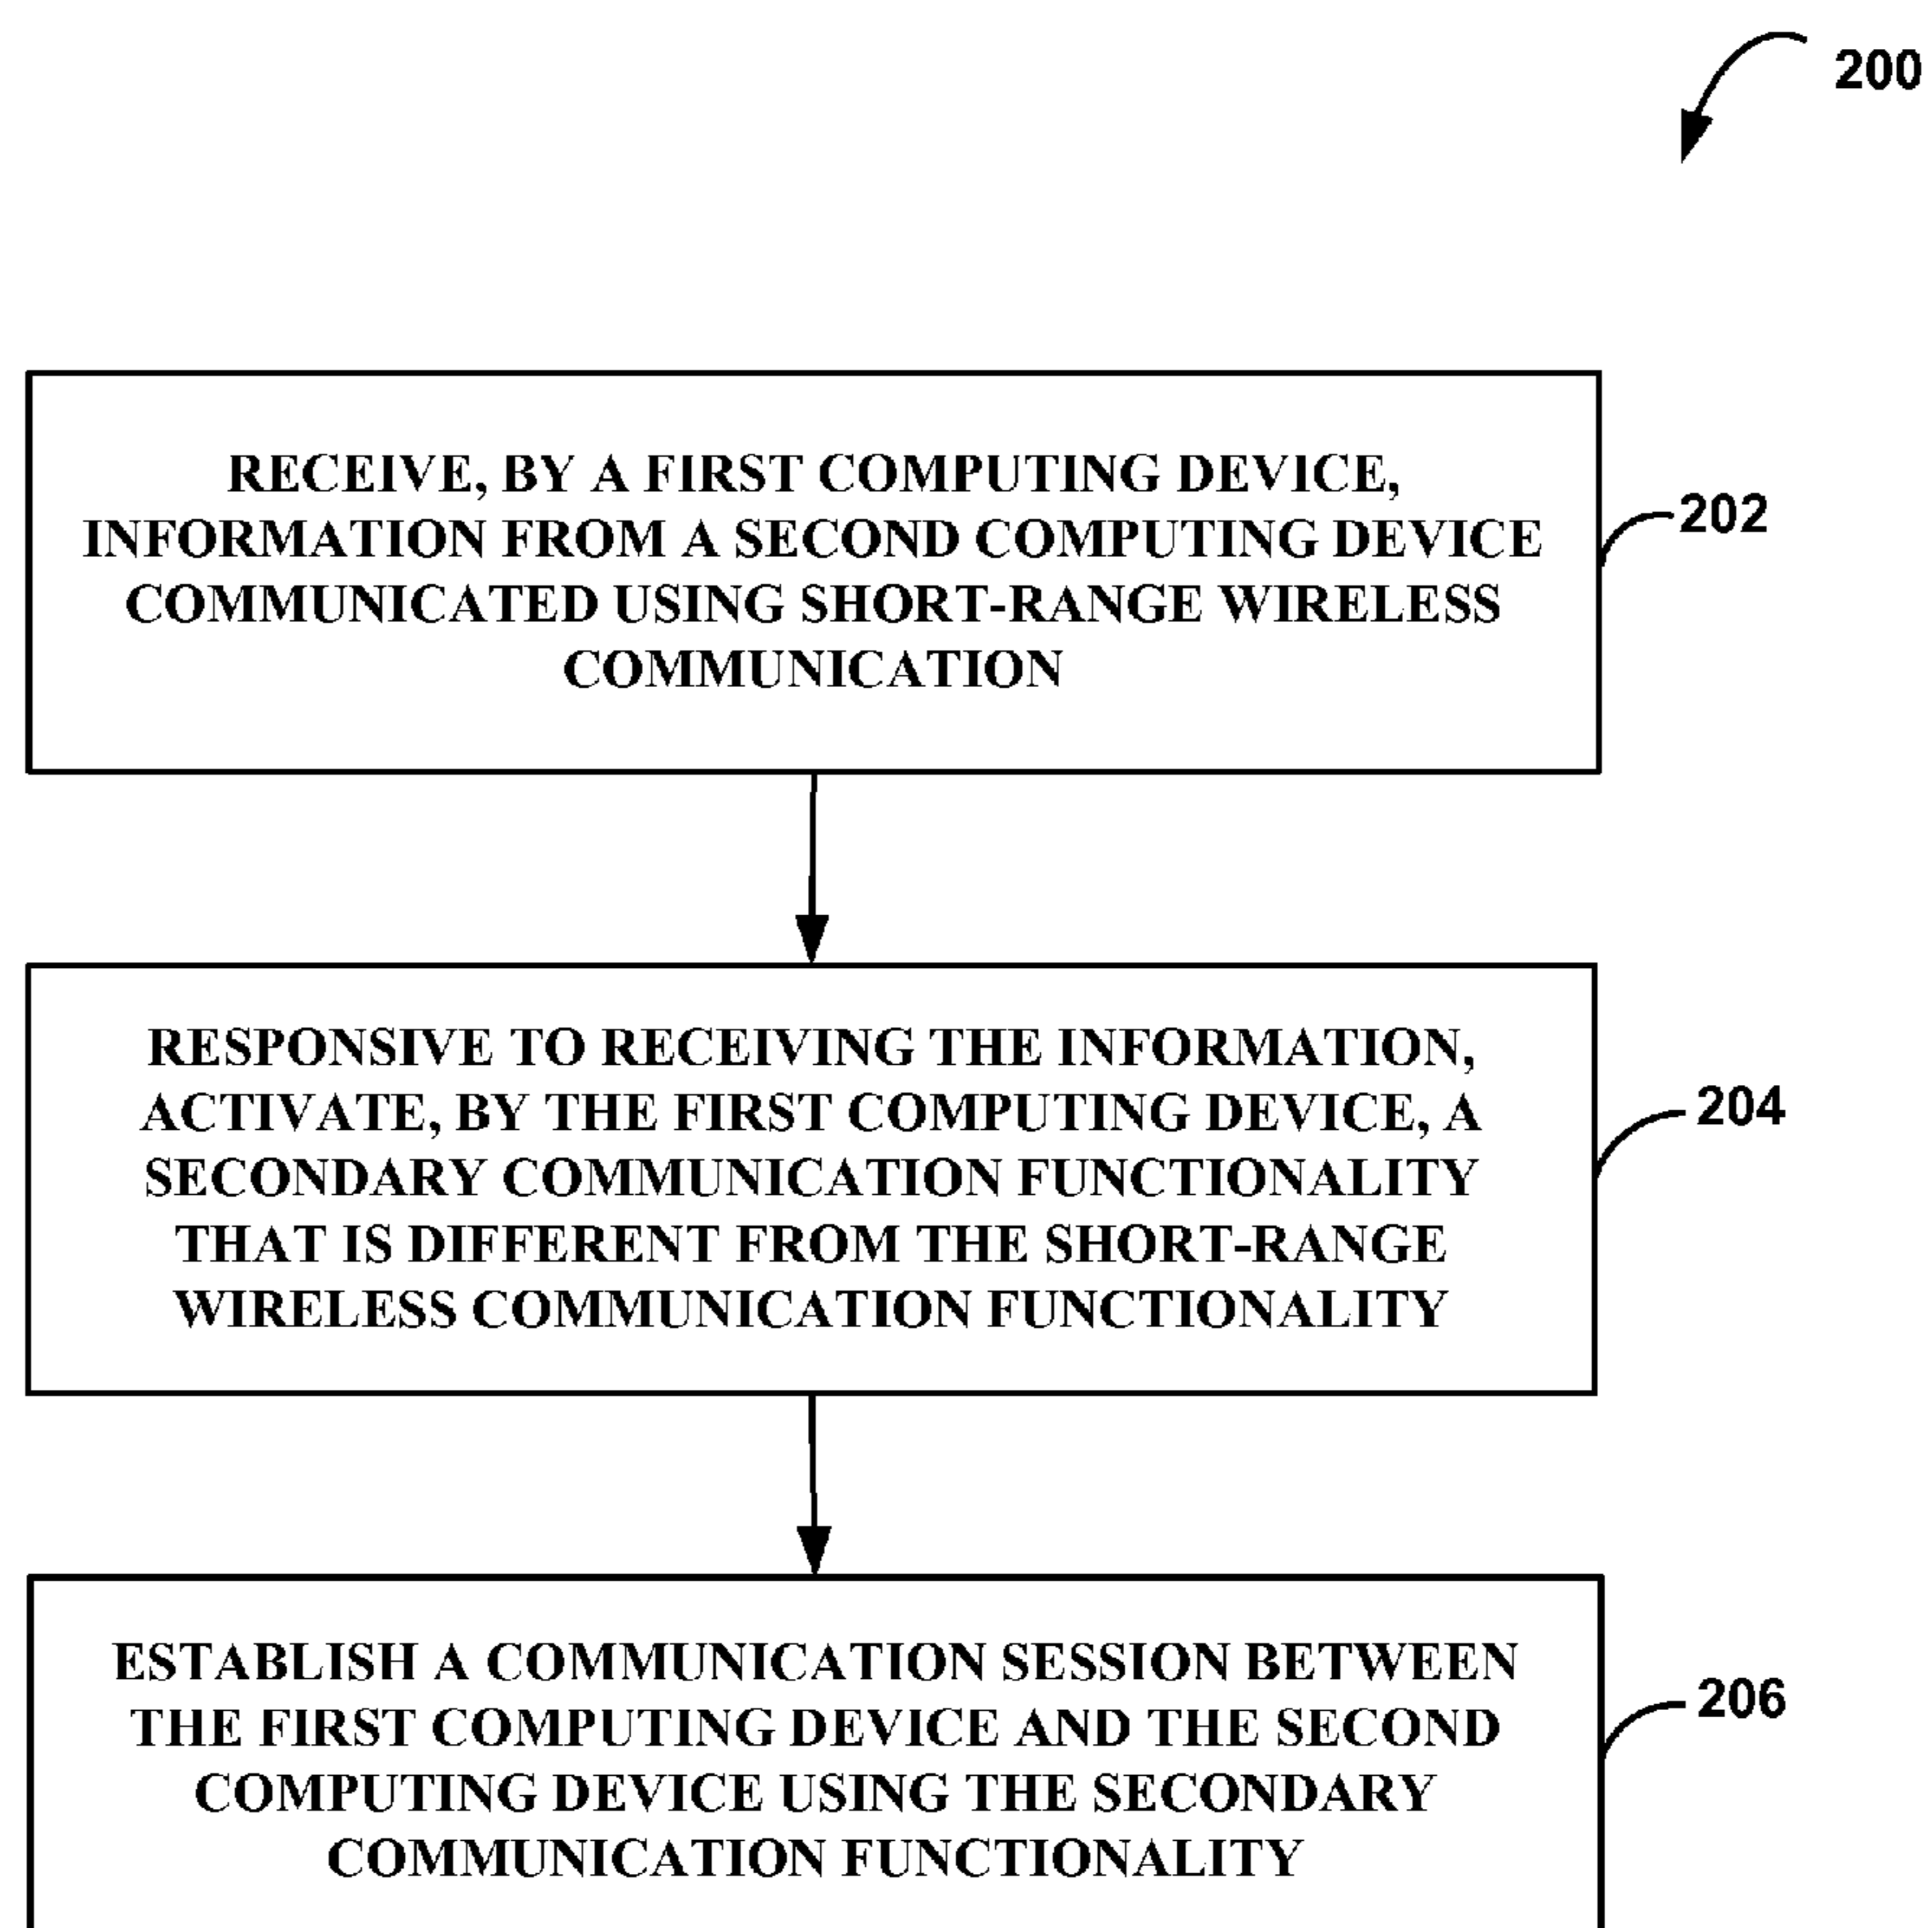 200
RECEIVE, BY A FIRST COMPUTING DEVICE,
INFORMATION FROM A SECOND COMPUTING DEVICE
COMMUNICATED USING SHORT-RANGE WIRELESS
COMMUNICATION
202
RESPONSIVE TO RECEIVING THE INFORMATION,
ACTIVATE, BY THE FIRST COMPUTING DEVICE, A
SECONDARY COMMUNICATION FUNCTIONALITY
THAT IS DIFFERENT FROM THE SHORT-RANGE
WIRELESS COMMUNICATION FUNCTIONALITY
204
ESTABLISH A COMMUNICATION SESSION BETWEEN
THE FIRST COMPUTING DEVICE AND THE SECOND
COMPUTING DEVICE USING THE SECONDARY
COMMUNICATION FUNCTIONALITY
206